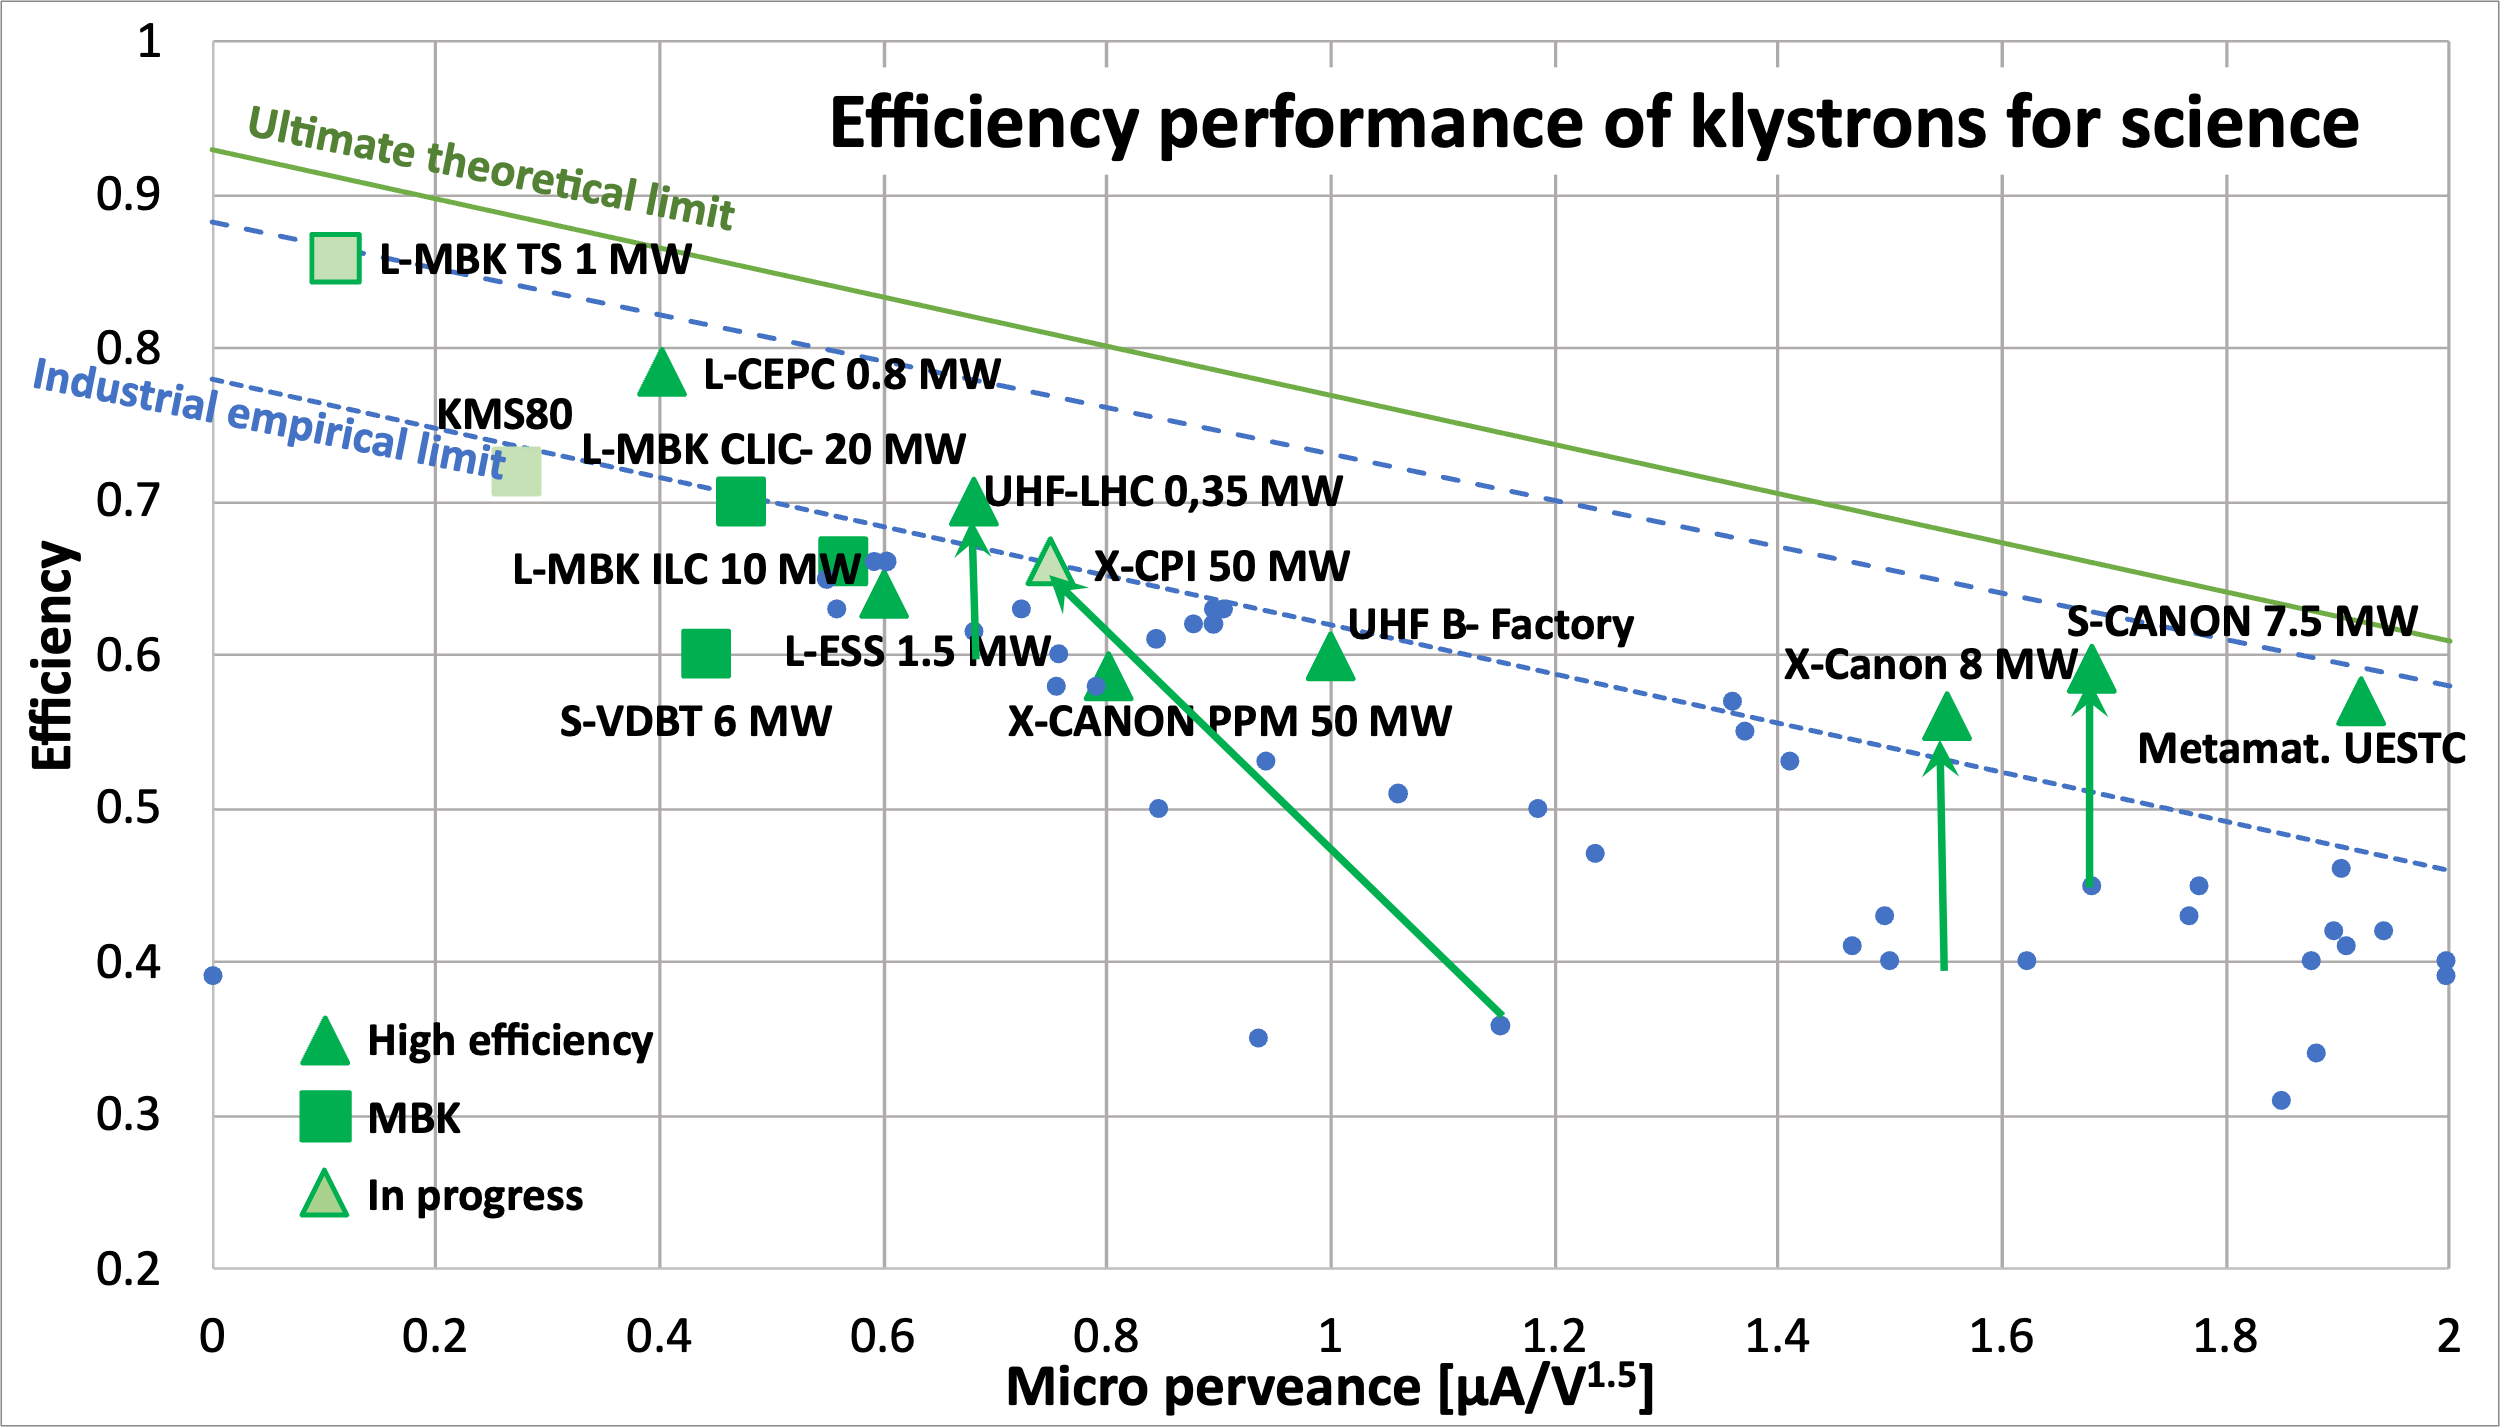 Efficiency performance of klystrons for science
Ultimate theoretical limit
Industrial empirical limit
L-MBK TS 1 MW
L-CEPC 0.8 MW
KMS80
L-MBK CLIC- 20 MW
UHF-LHC 0,35 MW
L-MBK ILC 10 MW
X-CPI 50 MW
UHF B- Factory
S-CANON 7.5 MW
L-ESS 1.5 MW
X-Canon 8 MW
S-VDBT 6 MW
X-CANON PPM 50 MW
Metamat. UESTC
High efficiency
MBK
In progress
Efficiency
1
0.9
0.8
0.7
0.6
0.5
0.4
0.3
0.2
0 0.2 0.4 0.6 0.8 1 1.2 1.4 1.6 1.8 2
Micro perveance [µA/V1.5]